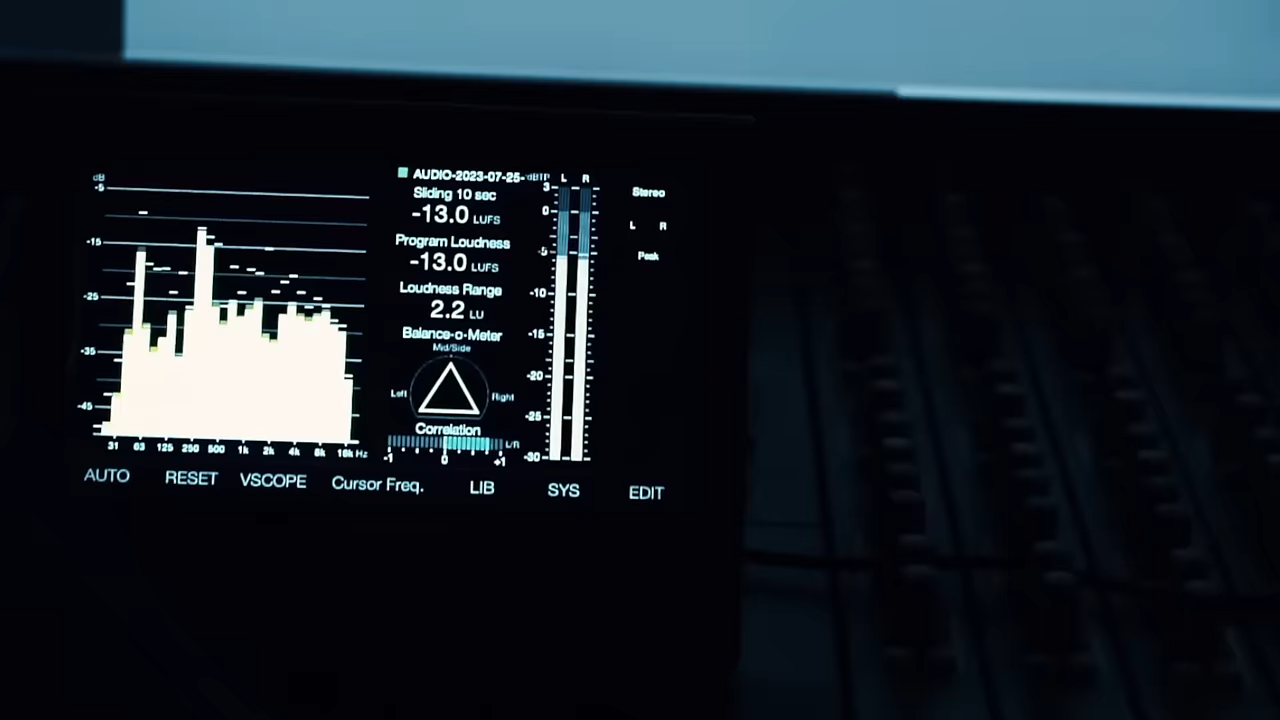 dB
-5
-15
-25
-35
-45
31 63 125 250 500 1k 2k 4k 8k 16k Hz
AUDIO-2023-07-25-
Sliding 10 sec
-13.0 LUFS
Program Loudness
-13.0 LUFS
Loudness Range
2.2 LU
Balance-o-Meter
Mid/Side
Left Right
Correlation
L/R
-1 0 +1
dBTP L R
3
0
-5
-10
-15
-20
-25
-30
Stereo
L R
Peak
AUTO RESET VSCOPE Cursor Freq. LIB SYS EDIT